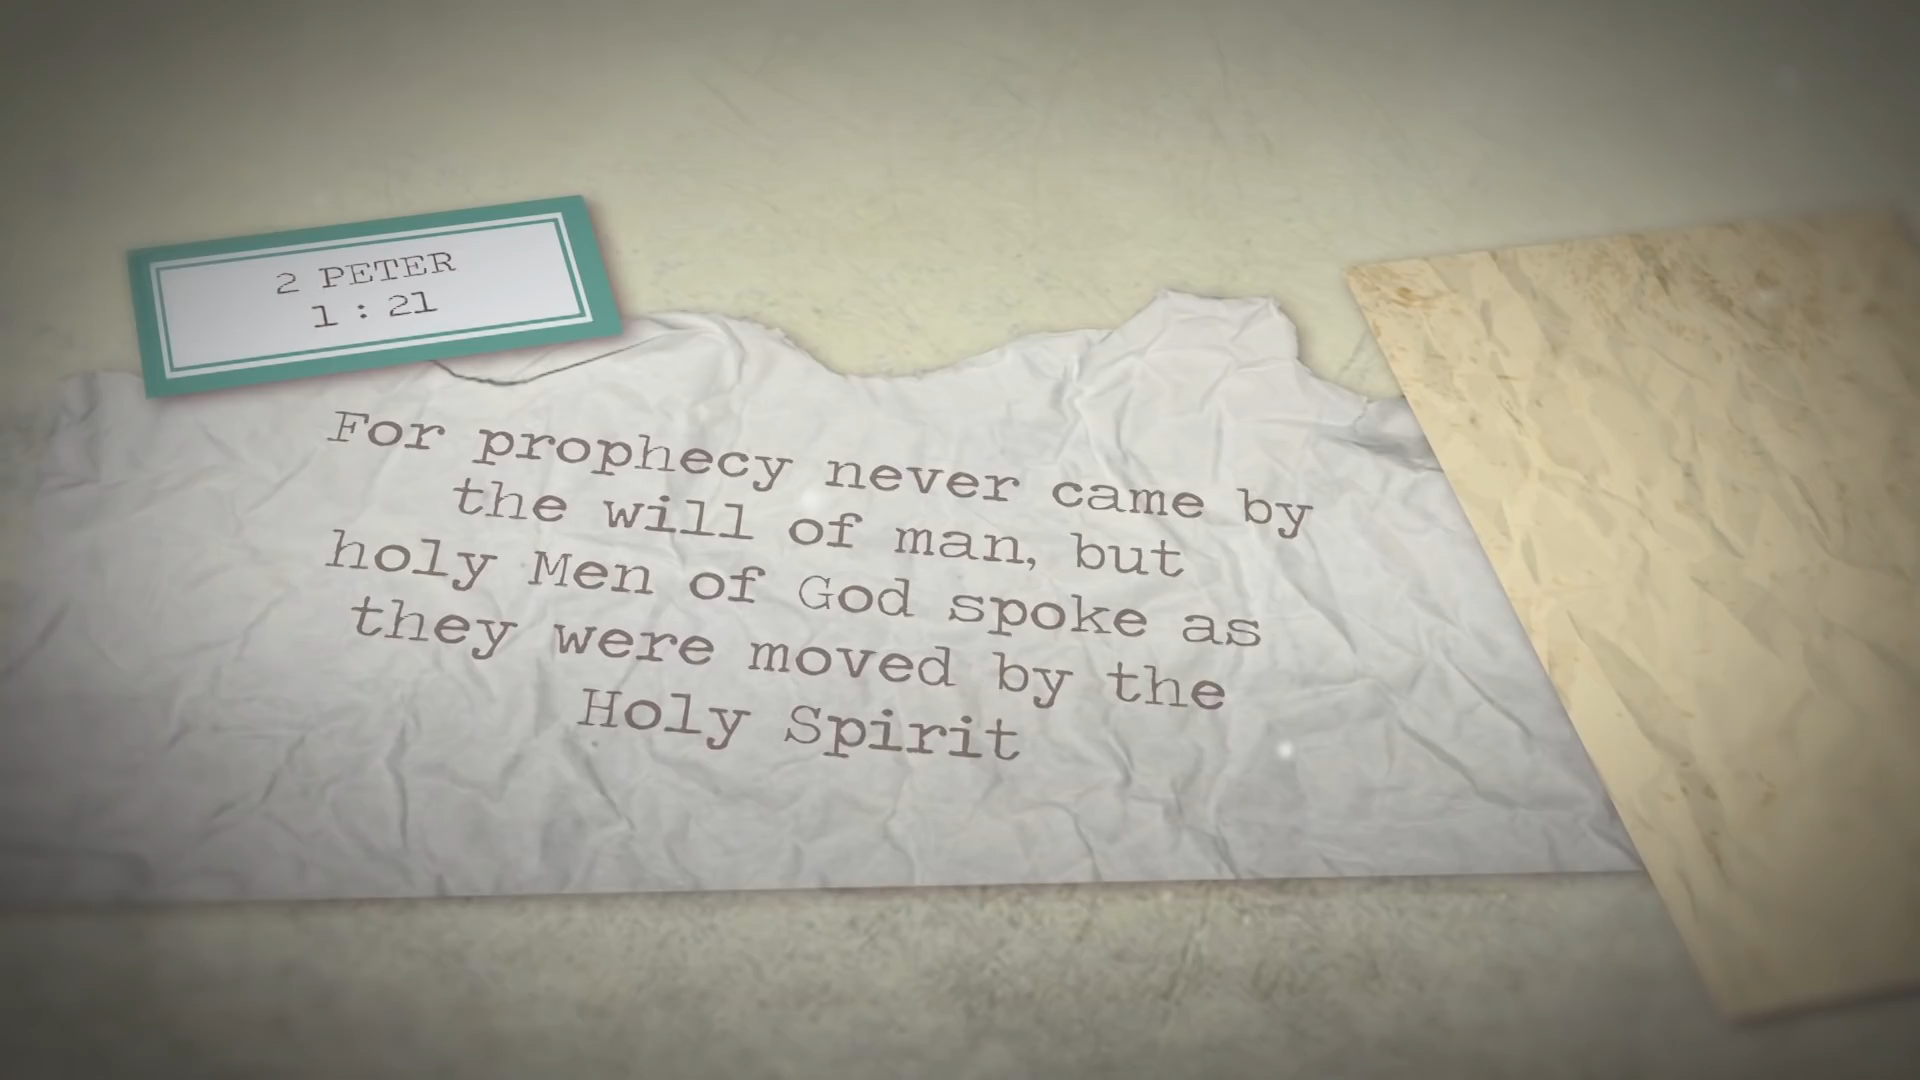 2 PETER
1 : 21
For prophecy never came by
the will of man, but
holy Men of God spoke as
they were moved by the
Holy Spirit